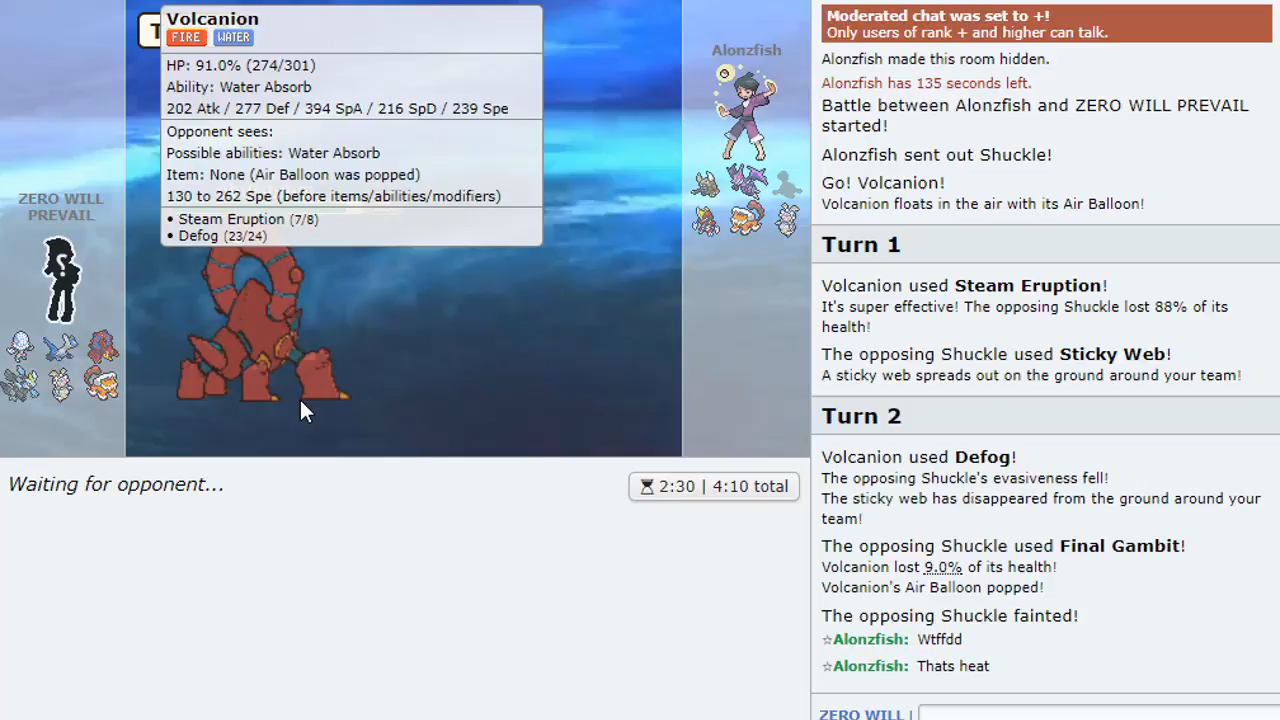 T
Volcanion
FIRE WATER
HP: 91.0% (274/301)
Ability: Water Absorb
202 Atk / 277 Def / 394 SpA / 216 SpD / 239 Spe
Opponent sees:
Possible abilities: Water Absorb
Item: None (Air Balloon was popped)
130 to 262 Spe (before items/abilities/modifiers)
• Steam Eruption (7/8)
• Defog (23/24)
ZERO WILL
PREVAIL
?
Alonzfish
Waiting for opponent...
2:30 | 4:10 total
Moderated chat was set to +!
Only users of rank + and higher can talk.
Alonzfish made this room hidden.
Alonzfish has 135 seconds left.
Battle between Alonzfish and ZERO WILL PREVAIL
started!
Alonzfish sent out Shuckle!
Go! Volcanion!
Volcanion floats in the air with its Air Balloon!
Turn 1
Volcanion used Steam Eruption!
It's super effective! The opposing Shuckle lost 88% of its
health!
The opposing Shuckle used Sticky Web!
A sticky web spreads out on the ground around your team!
Turn 2
Volcanion used Defog!
The opposing Shuckle's evasiveness fell!
The sticky web has disappeared from the ground around your
team!
The opposing Shuckle used Final Gambit!
Volcanion lost 9.0% of its health!
Volcanion's Air Balloon popped!
The opposing Shuckle fainted!
☆Alonzfish: Wtffdd
☆Alonzfish: Thats heat
ZERO WILL |